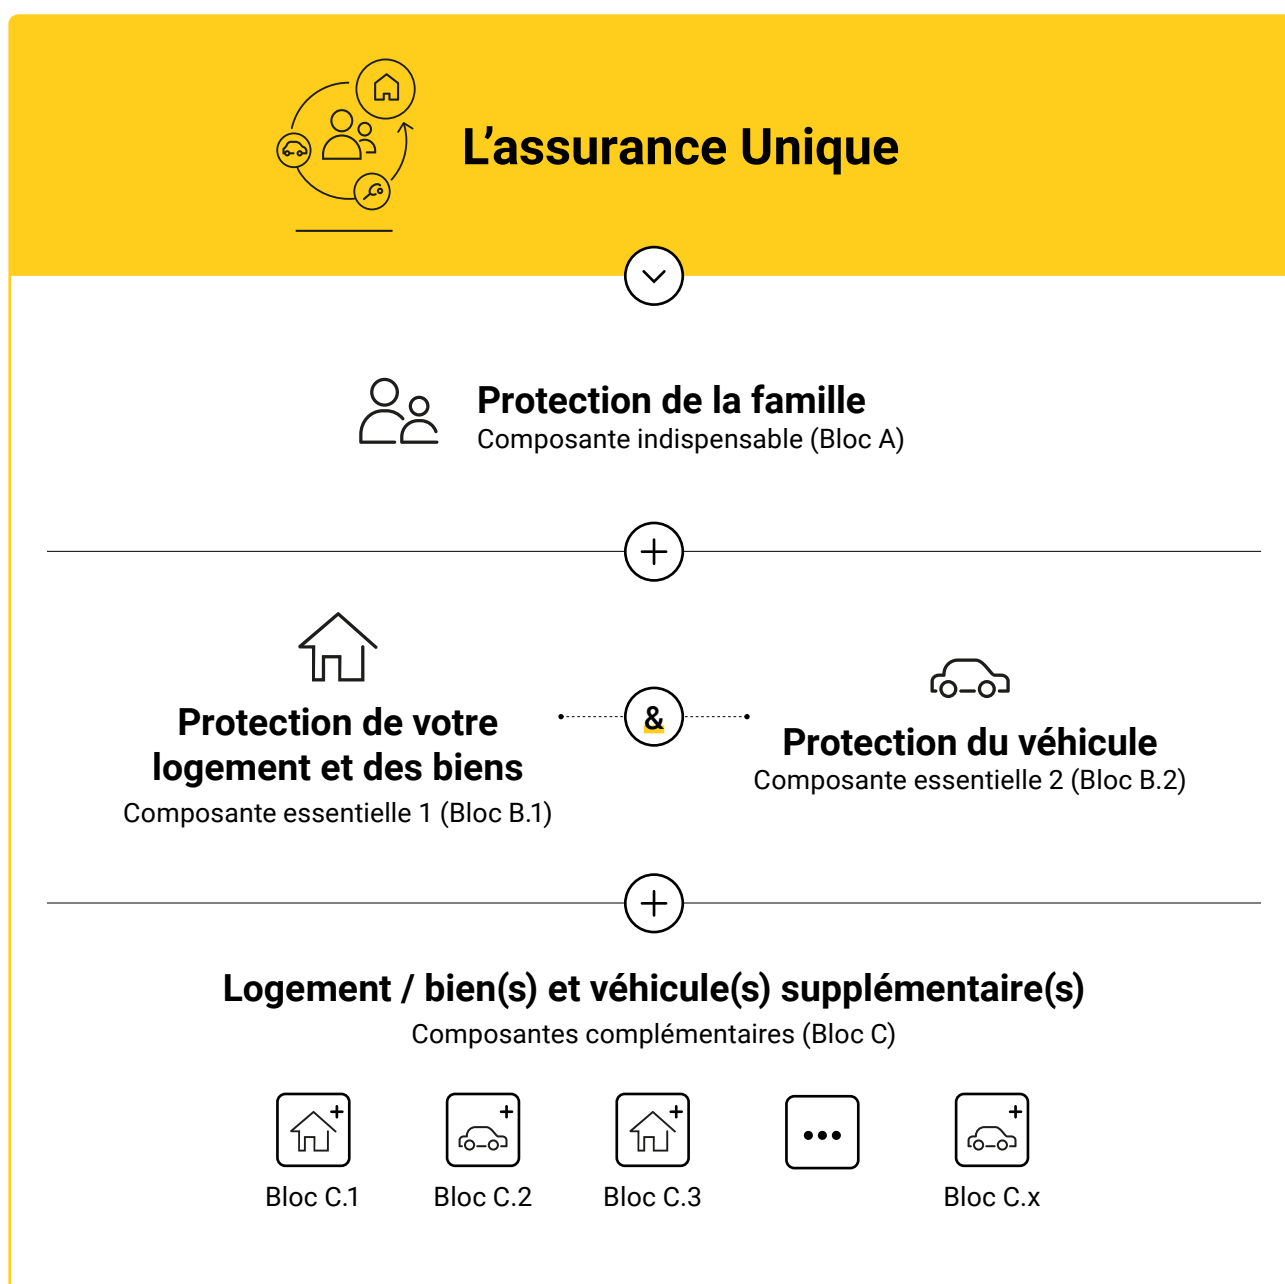 L’assurance Unique
Protection de la famille
Composante indispensable (Bloc A)
Protection de votre
logement et des biens
Composante essentielle 1 (Bloc B.1)
&
Protection du véhicule
Composante essentielle 2 (Bloc B.2)
Logement / bien(s) et véhicule(s) supplémentaire(s)
Composantes complémentaires (Bloc C)
Bloc C.1
Bloc C.2
Bloc C.3
Bloc C.x